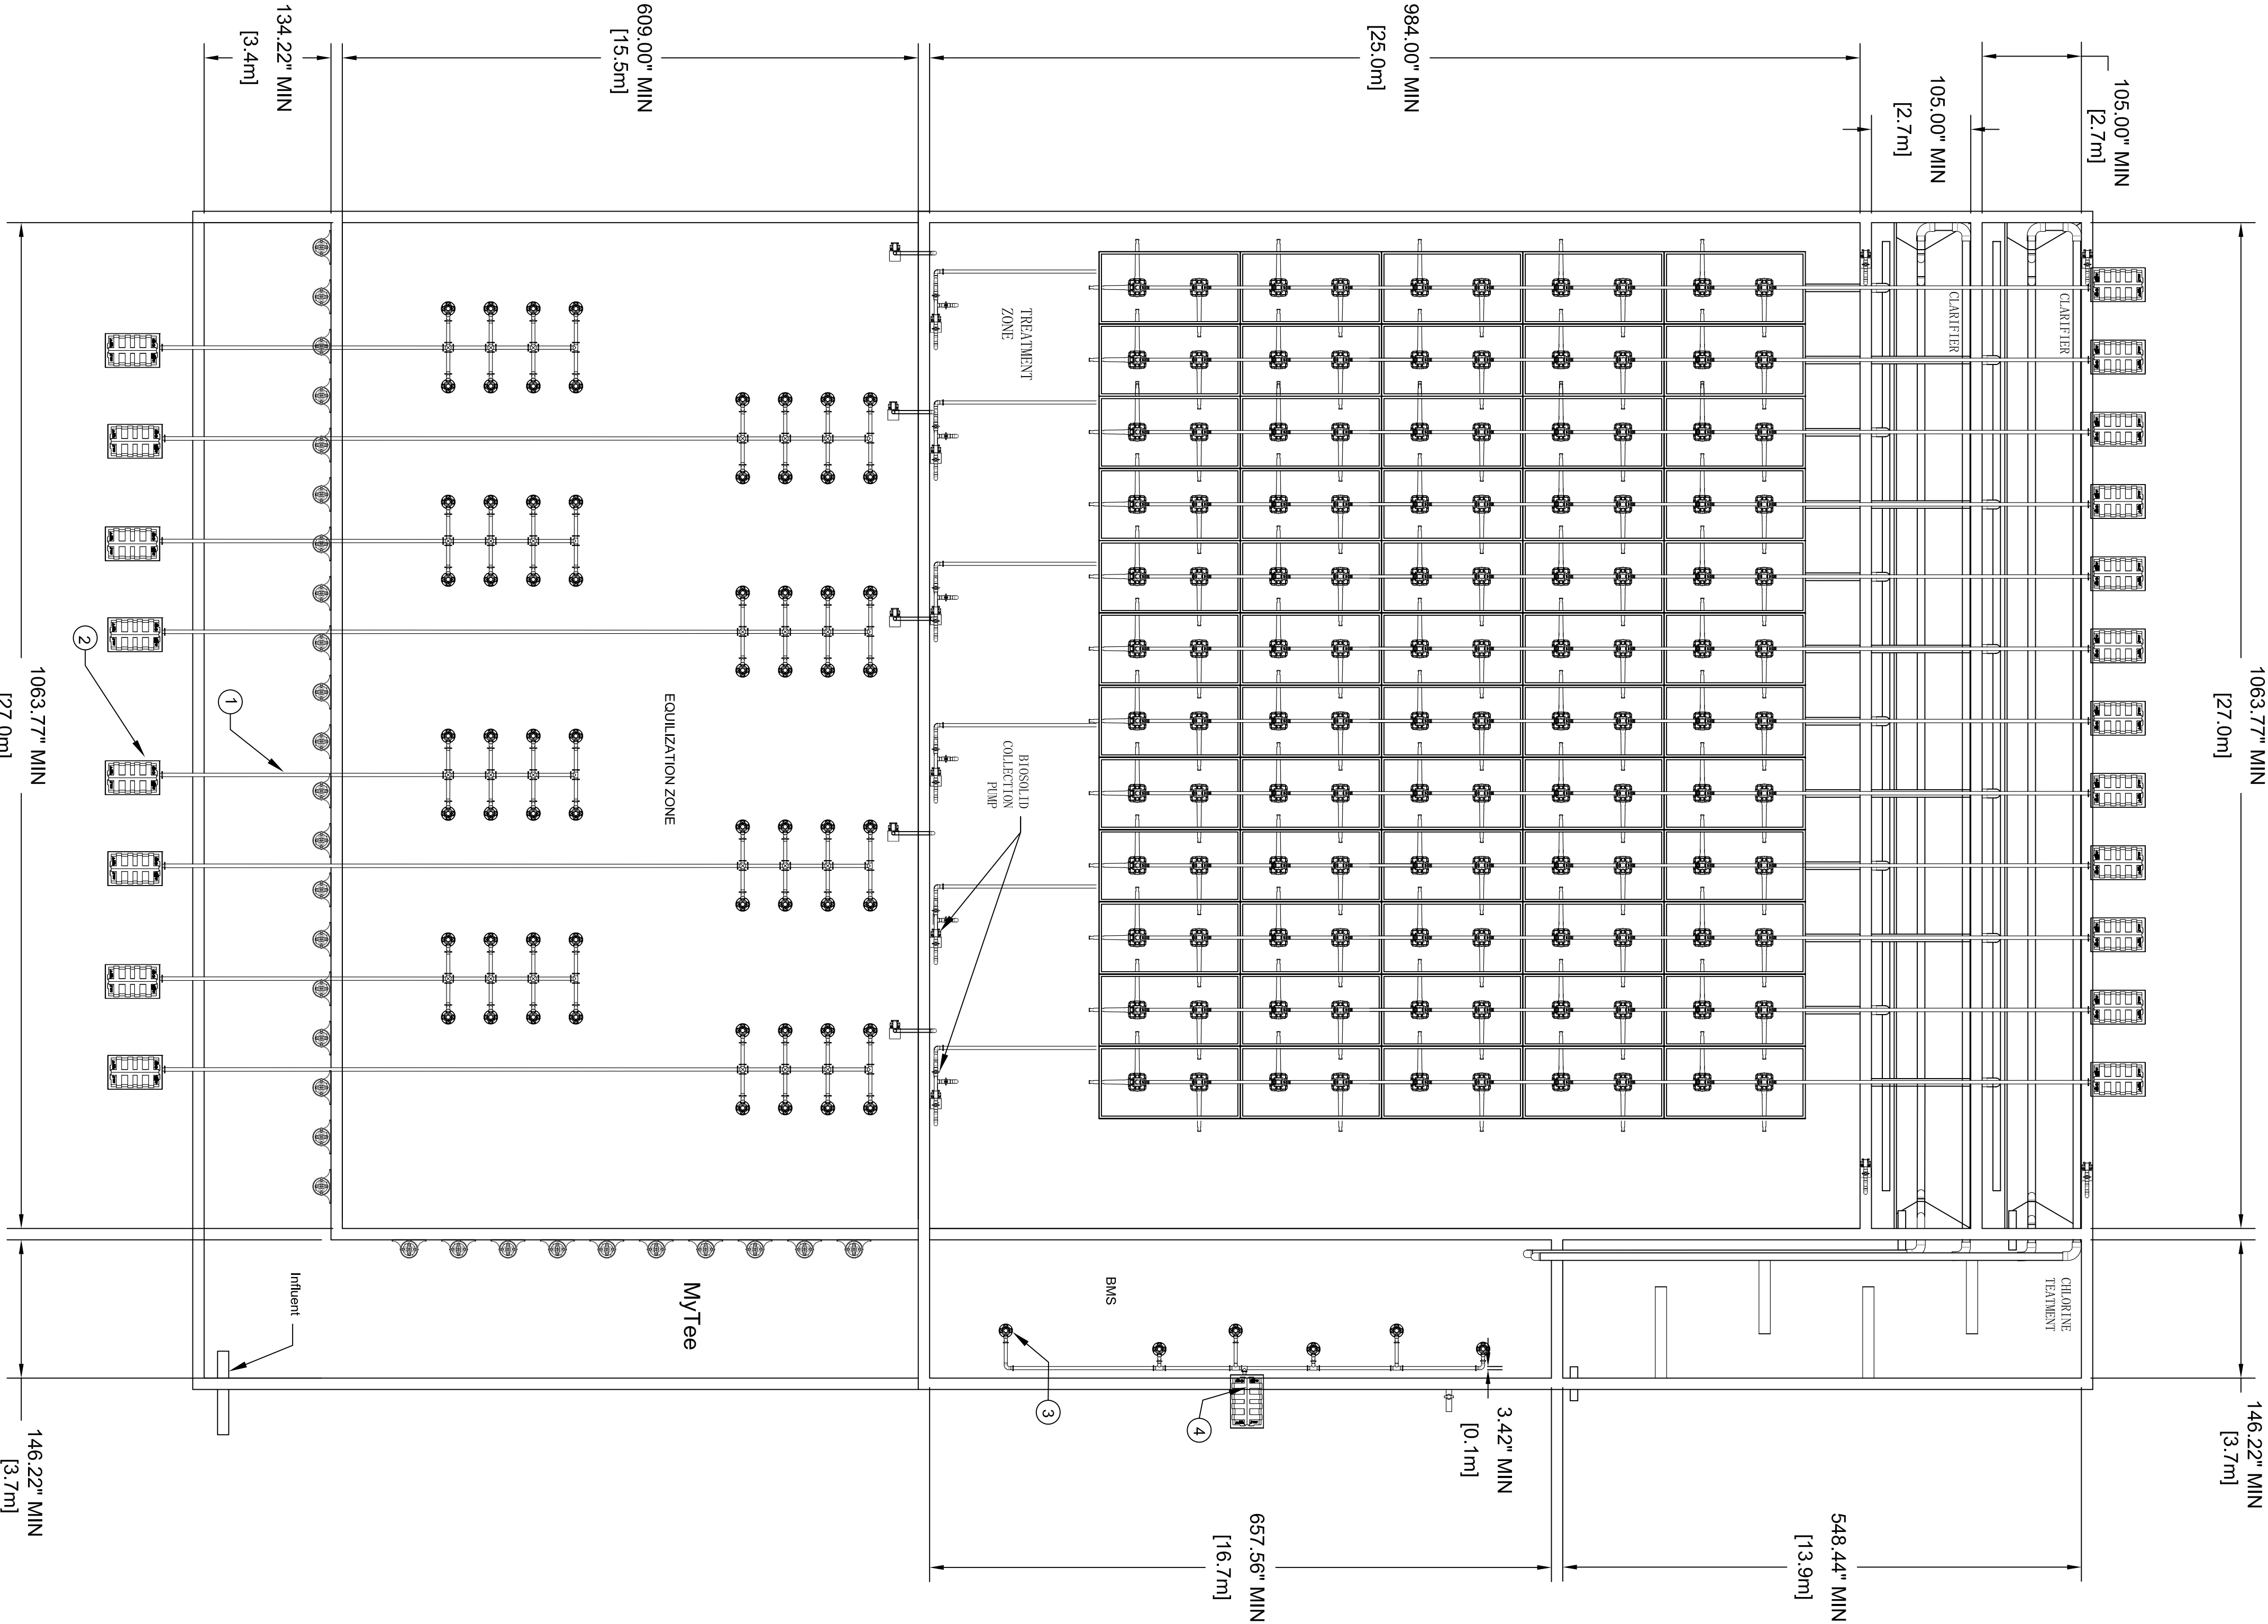 134.22" MIN
[3.4m]
609.00" MIN
[15.5m]
984.00" MIN
[25.0m]
105.00" MIN
[2.7m]
105.00" MIN
[2.7m]
1063.77" MIN
[27.0m]
CLARIFIER
CLARIFIER
TREATMENT
ZONE
EQUILIZATION ZONE
BIOSOLID
COLLECTION
PUMP
1
2
1063.77" MIN
[27.0m]
Influent
MyTee
BMS
CHLORINE
TEATMENT
3
4
3.42" MIN
[0.1m]
146.22" MIN
[3.7m]
146.22" MIN
[3.7m]
657.56" MIN
[16.7m]
548.44" MIN
[13.9m]